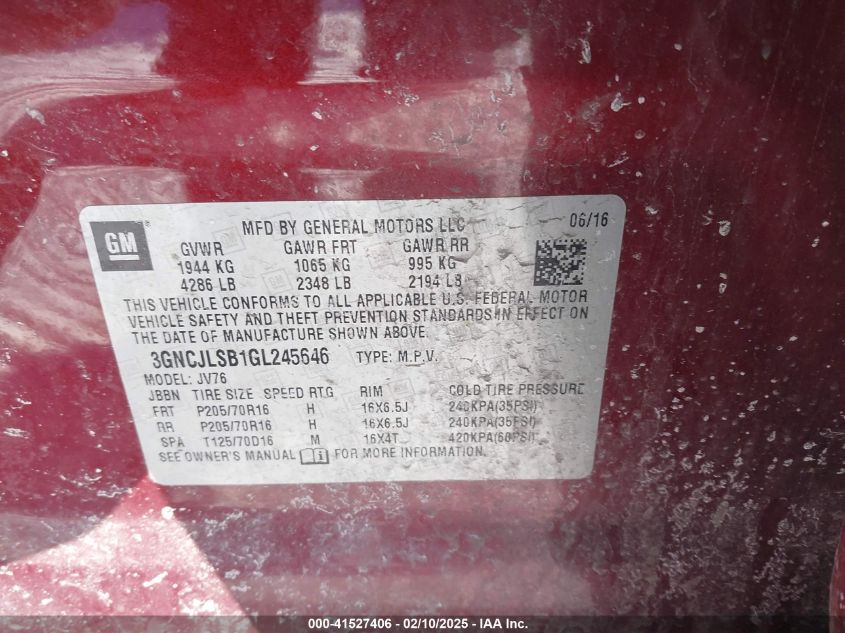 GM
MFD BY GENERAL MOTORS LLC 06/16
GVWR GAWR FRT GAWR RR
1944 KG 1065 KG 995 KG
4286 LB 2348 LB 2194 LB
THIS VEHICLE CONFORMS TO ALL APPLICABLE U.S. FEDERAL MOTOR
VEHICLE SAFETY AND THEFT PREVENTION STANDARDS IN EFFECT ON
THE DATE OF MANUFACTURE SHOWN ABOVE.
3GNCJLSB1GL245646 TYPE: M.P.V.
MODEL: JV76
JBBN TIRE SIZE SPEED RTG RIM COLD TIRE PRESSURE
FRT P205/70R16 H 16X6.5J 240KPA(35PSI)
RR P205/70R16 H 16X6.5J 240KPA(35PSI)
SPA T125/70D16 M 16X4T 420KPA(60PSI)
SEE OWNER'S MANUAL FOR MORE INFORMATION.
000-41527406 - 02/10/2025 - IAA Inc.